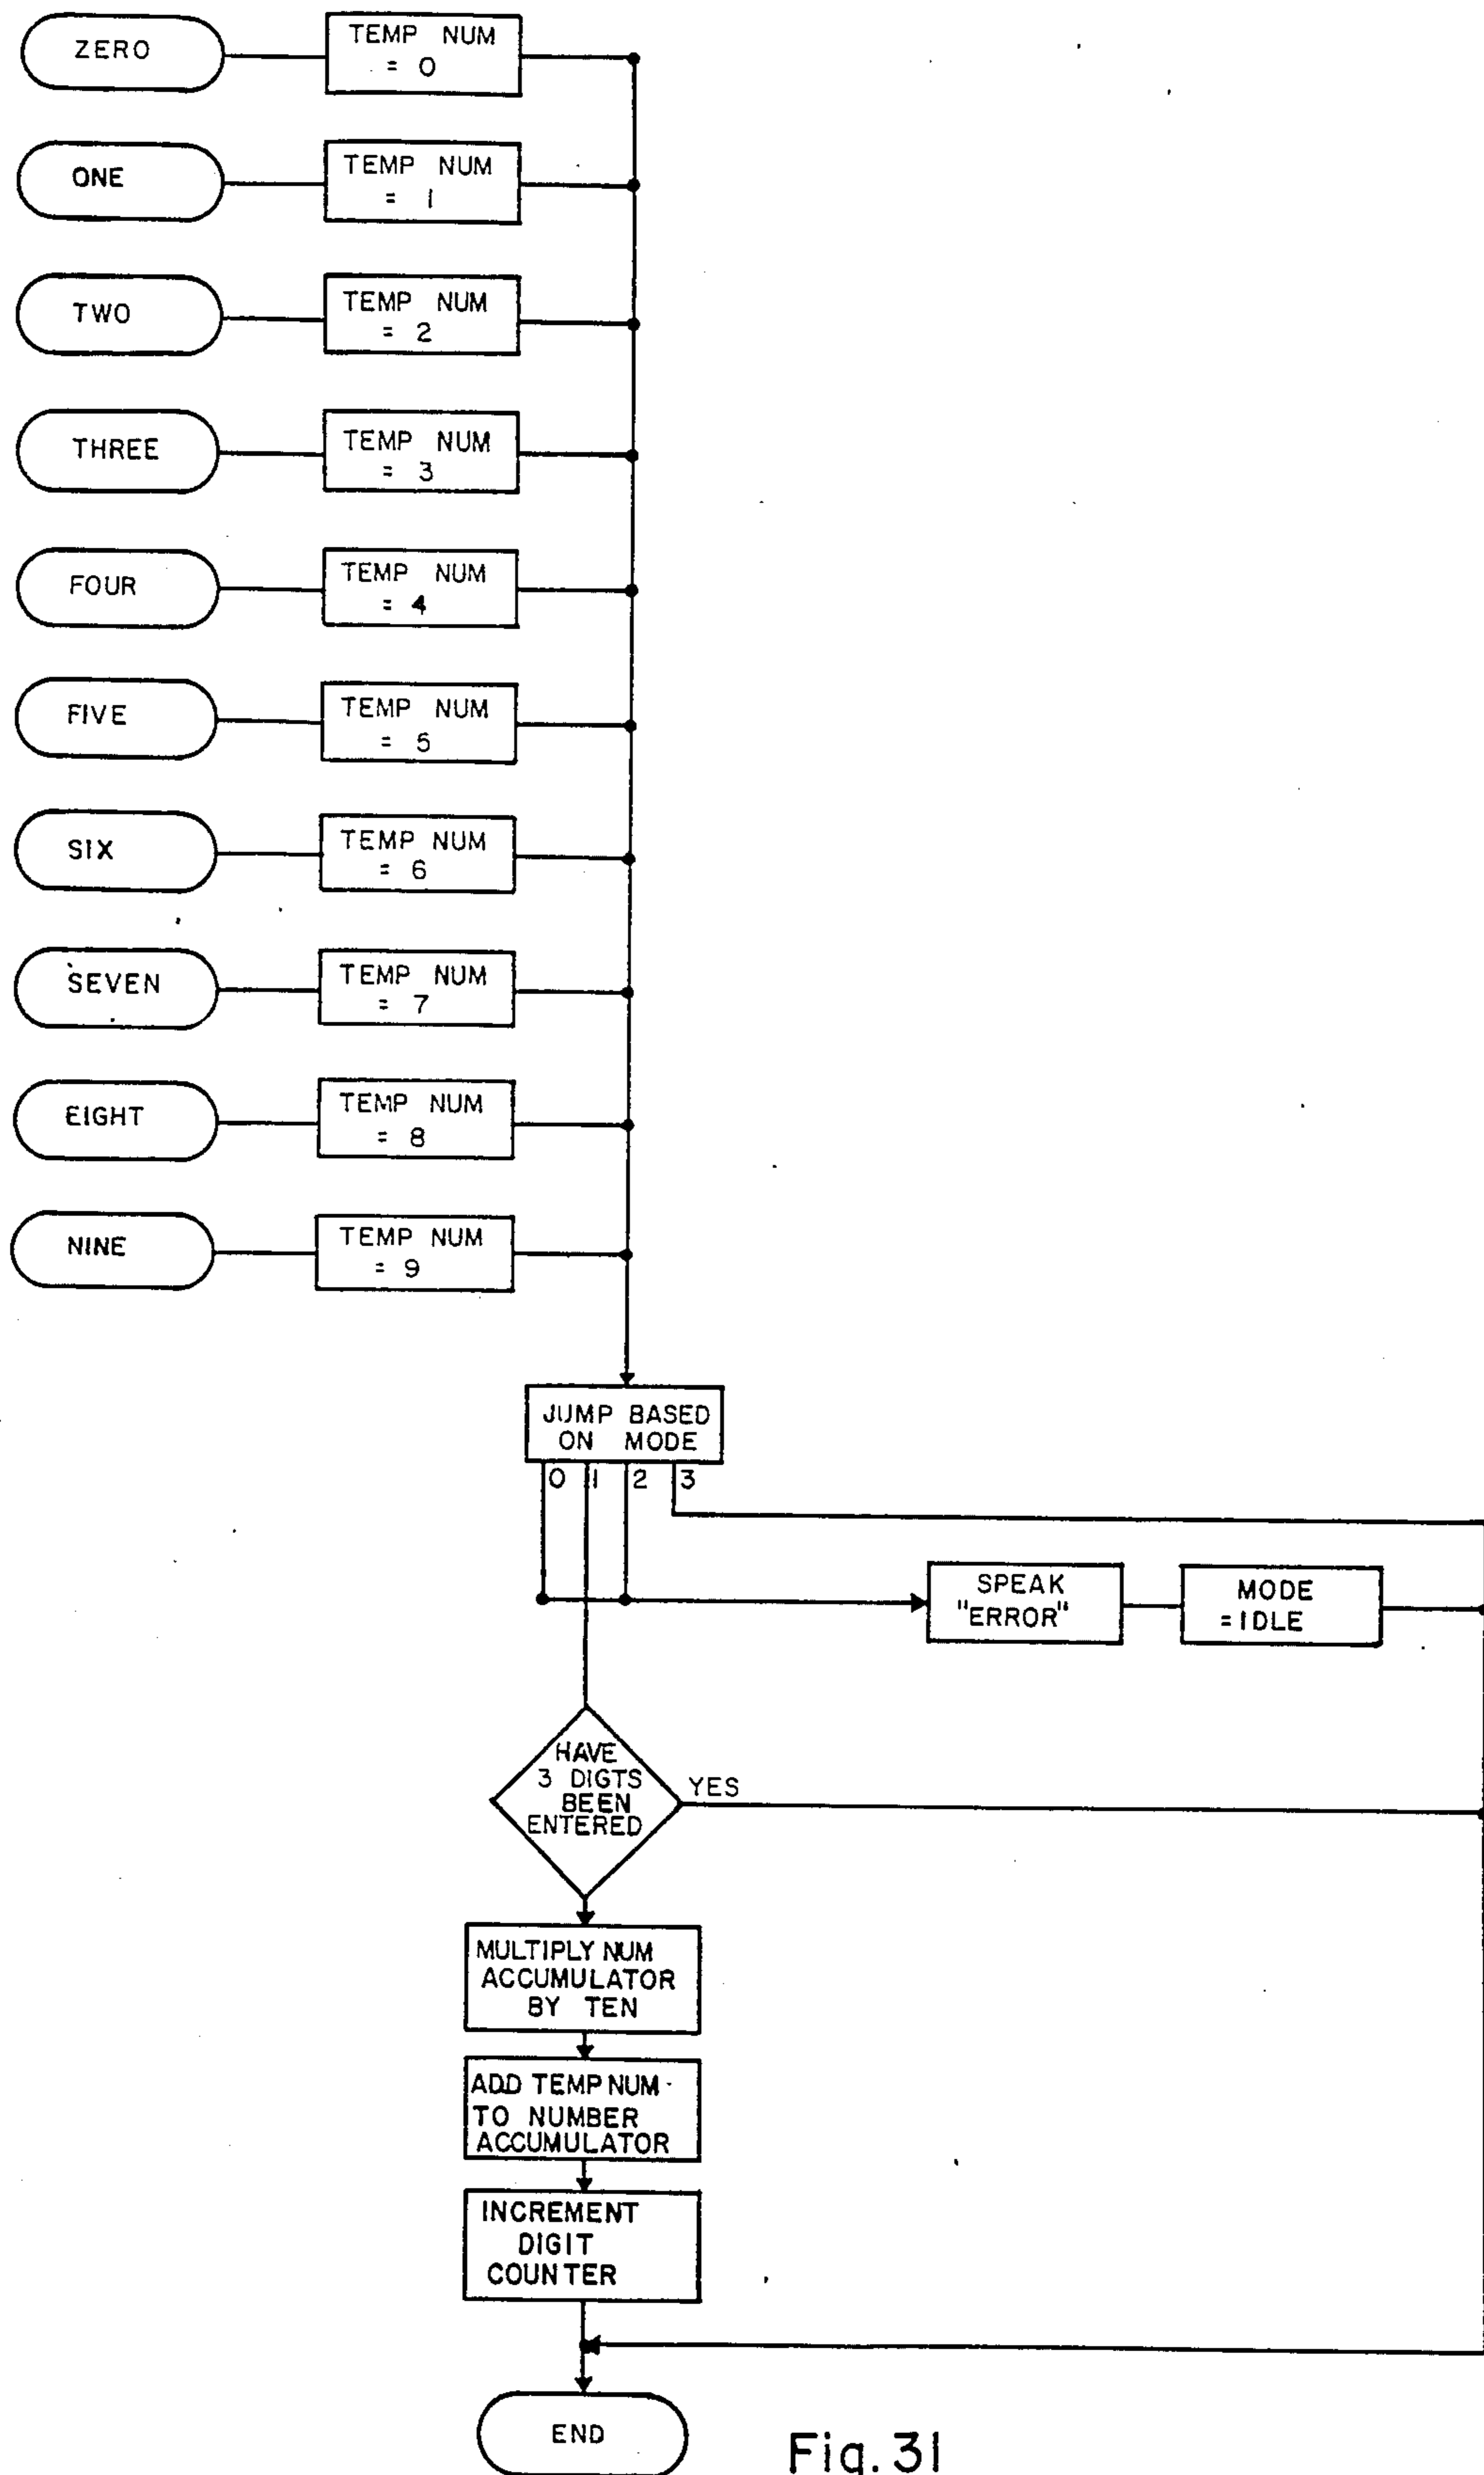 ZERO
TEMP NUM
= 0
ONE
TEMP NUM
= 1
TWO
TEMP NUM
= 2
THREE
TEMP NUM
= 3
FOUR
TEMP NUM
= 4
FIVE
TEMP NUM
= 5
SIX
TEMP NUM
= 6
SEVEN
TEMP NUM
= 7
EIGHT
TEMP NUM
= 8
NINE
TEMP NUM
= 9
JUMP BASED
ON MODE
0 1 2 3
SPEAK
"ERROR"
MODE
=IDLE
HAVE
3 DIGTS
BEEN
ENTERED
YES
MULTIPLY NUM
ACCUMULATOR
BY TEN
ADD TEMP NUM
TO NUMBER
ACCUMULATOR
INCREMENT
DIGIT
COUNTER
END
Fig. 31